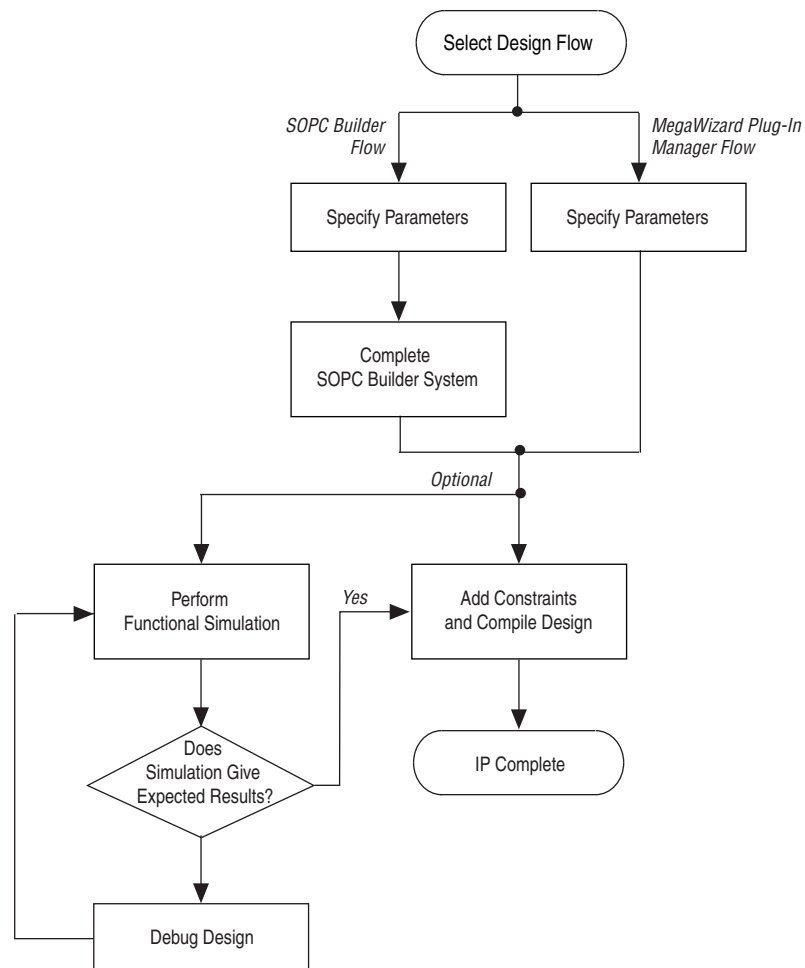 Select Design Flow
SOPC Builder
Flow
MegaWizard Plug-In
Manager Flow
Specify Parameters
Specify Parameters
Complete
SOPC Builder System
Optional
Perform
Functional Simulation
Yes
Add Constraints
and Compile Design
Does
Simulation Give
Expected Results?
IP Complete
Debug Design